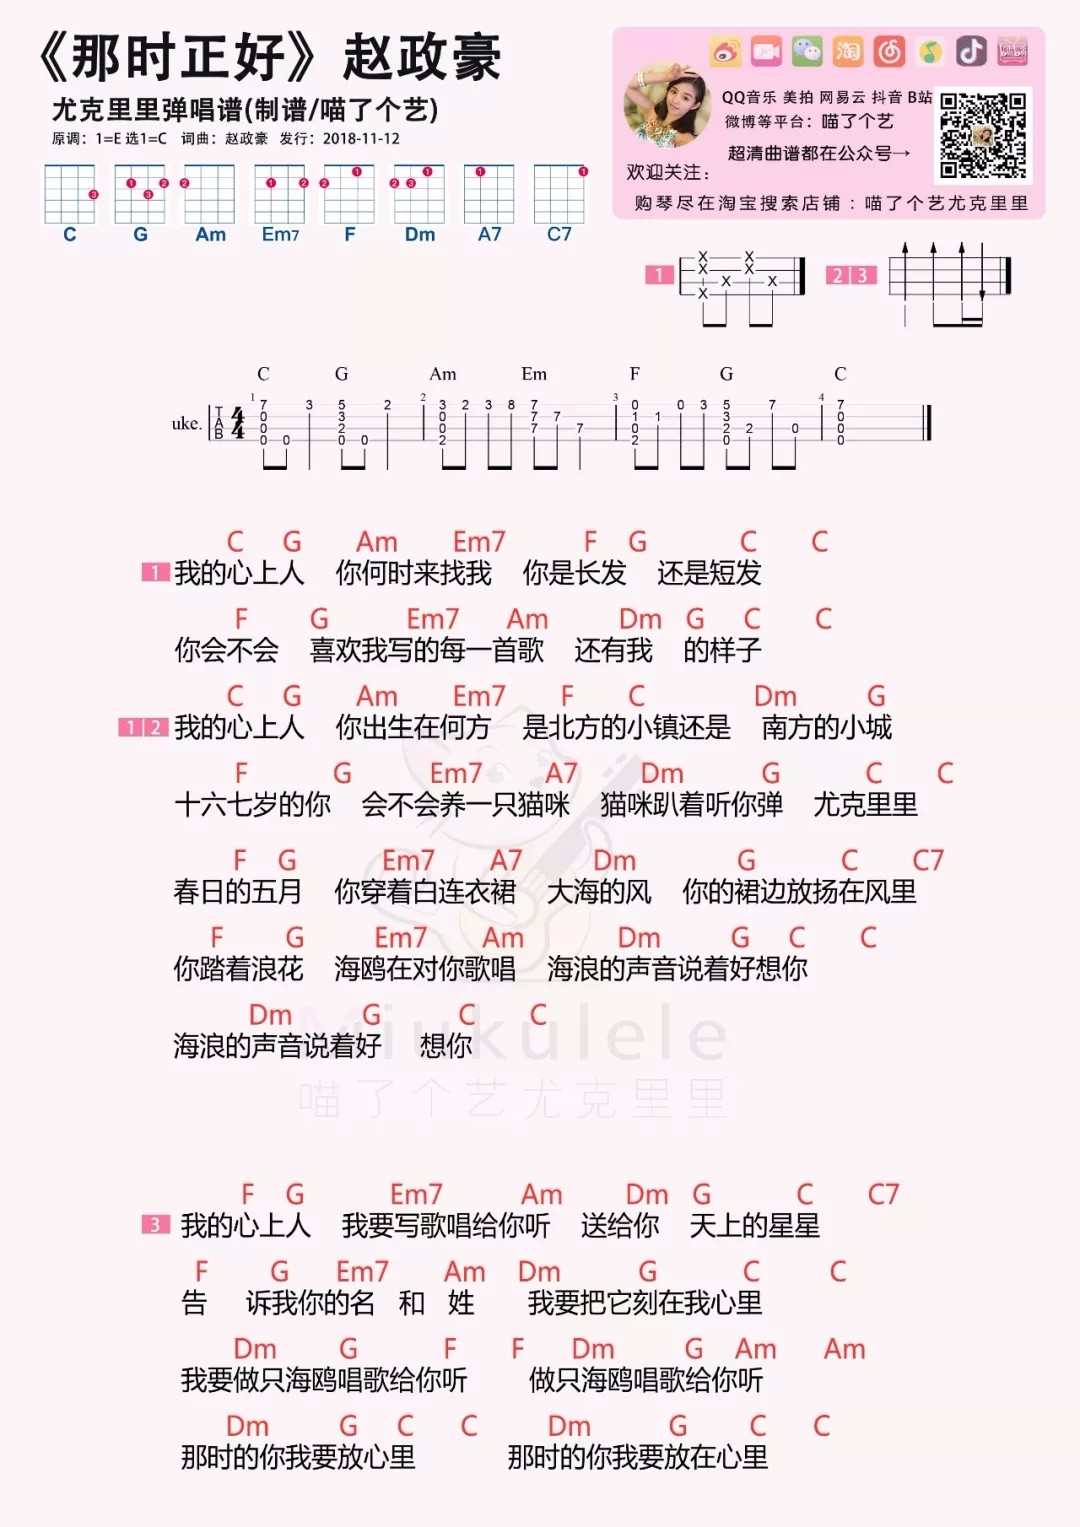 《那时正好》赵政豪
尤克里里弹唱谱(制谱/喵了个艺)
原调：1=E 选1=C 词曲：赵政豪 发行：2018-11-12
C G Am Em7 F Dm A7 C7
QQ音乐 美拍 网易云 抖音 B站
微博等平台：喵了个艺
超清曲谱都在公众号→
欢迎关注：
购琴尽在淘宝搜索店铺：喵了个艺尤克里里
1 2 3
C G Am Em F G C
uke.
C G Am Em7 F G C C
1 我的心上人 你何时来找我 你是长发 还是短发
F G Em7 Am Dm G C C
你会不会 喜欢我写的每一首歌 还有我 的样子
C G Am Em7 F C Dm G
1 2 我的心上人 你出生在何方 是北方的小镇还是 南方的小城
F G Em7 A7 Dm G C C
十六七岁的你 会不会养一只猫咪 猫咪趴着听你弹 尤克里里
F G Em7 A7 Dm G C C7
春日的五月 你穿着白连衣裙 大海的风 你的裙边放扬在风里
F G Em7 Am Dm G C C
你踏着浪花 海鸥在对你歌唱 海浪的声音说着好想你
Dm G C C
海浪的声音说着好 想你
Miukulele
喵了个艺尤克里里
F G Em7 Am Dm G C C7
3 我的心上人 我要写歌唱给你听 送给你 天上的星星
F G Em7 Am Dm G C C
告 诉我你的名 和 姓 我要把它刻在我心里
Dm G F F Dm G Am Am
我要做只海鸥唱歌给你听 做只海鸥唱歌给你听
Dm G C C Dm G C C
那时的你我要放心里 那时的你我要放在心里